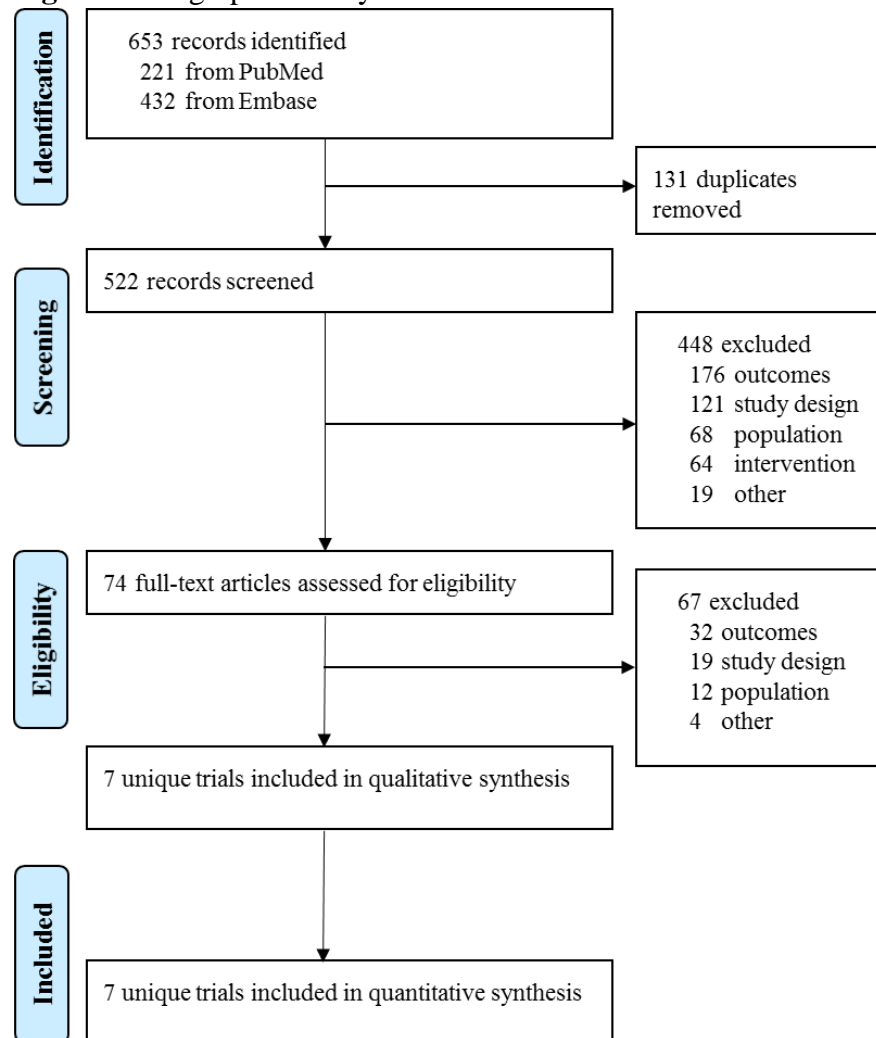 Identification
653 records identified
221 from PubMed
432 from Embase
131 duplicates
removed
Screening
522 records screened
448 excluded
176 outcomes
121 study design
68 population
64 intervention
19 other
Eligibility
74 full-text articles assessed for eligibility
67 excluded
32 outcomes
19 study design
12 population
4 other
7 unique trials included in qualitative synthesis
Included
7 unique trials included in quantitative synthesis